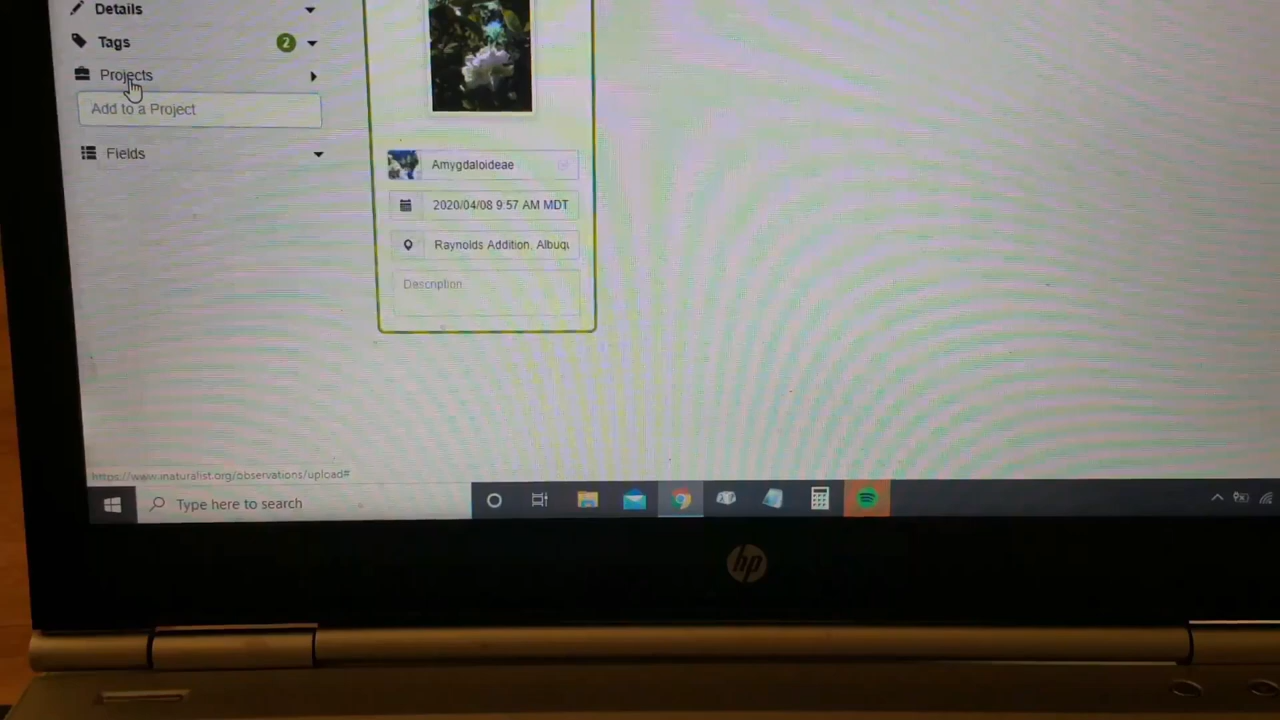 Details
Tags
2
Projects
Add to a Project
Fields
Amygdaloideae
2020/04/08 9:57 AM MDT
Raynolds Addition, Albuqu
Description
https://www.inaturalist.org/observations/upload#
Type here to search
hp